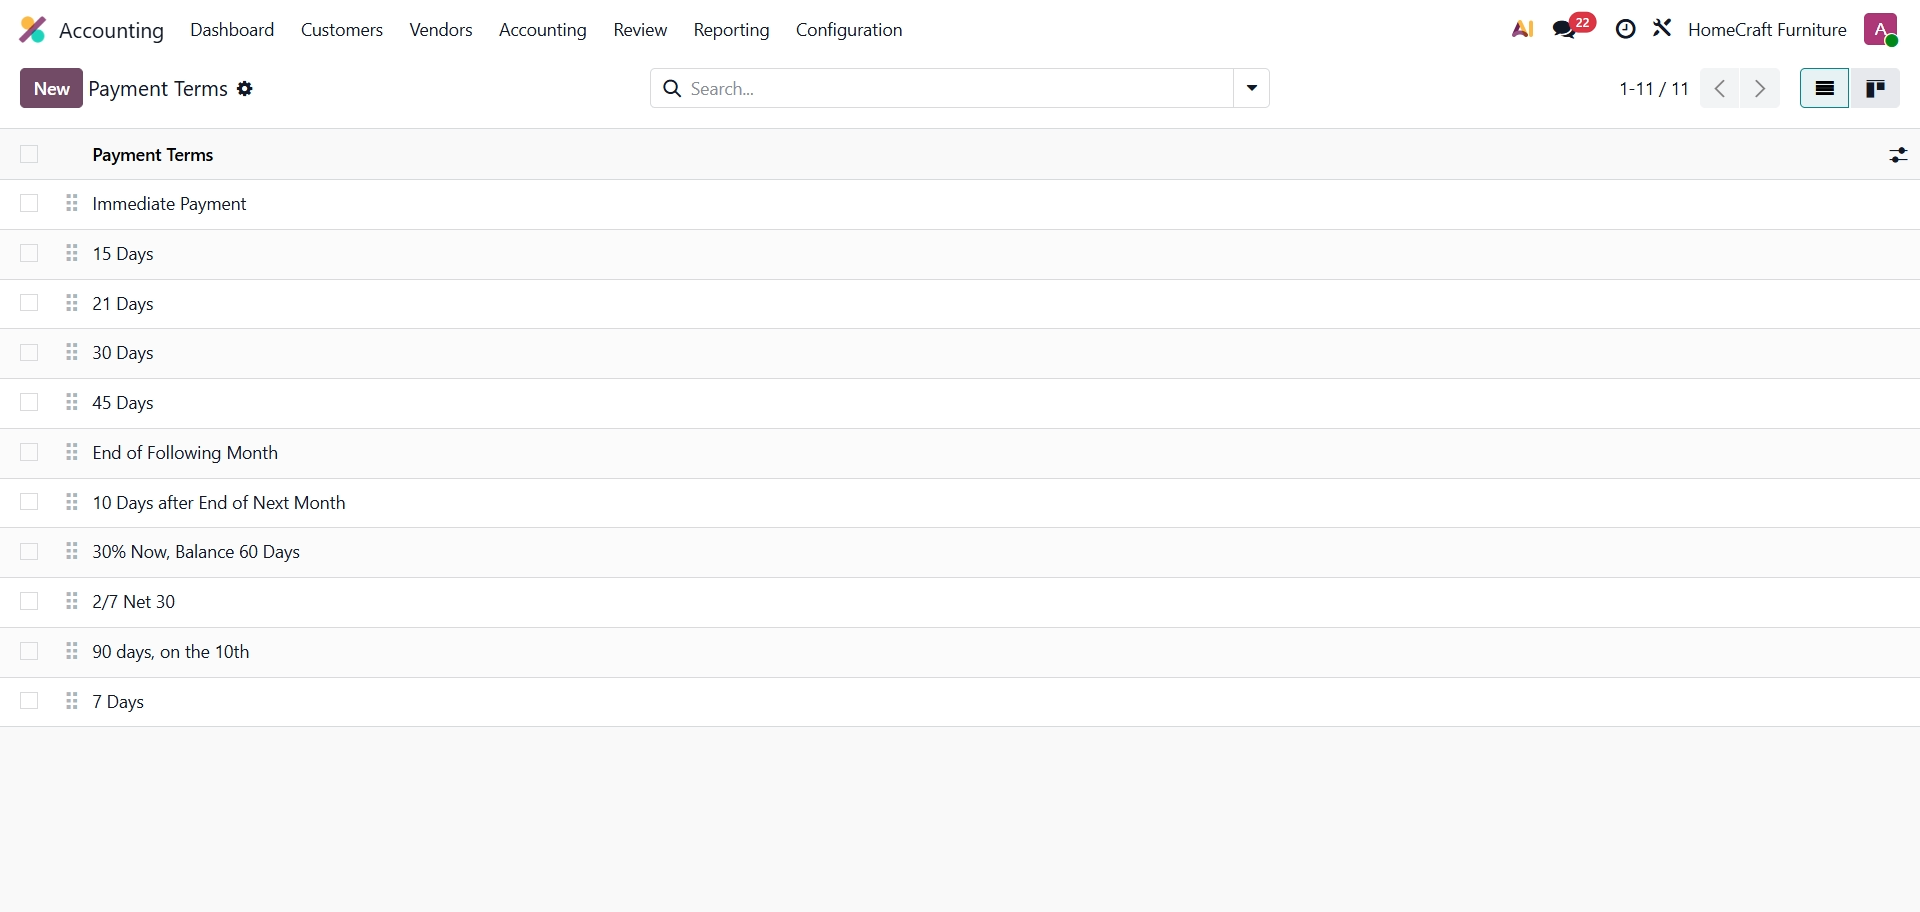 Accounting Dashboard Customers Vendors Accounting Review Reporting Configuration AI 22 HomeCraft Furniture A
New Payment Terms Search... 1-11 / 11
Payment Terms
Immediate Payment
15 Days
21 Days
30 Days
45 Days
End of Following Month
10 Days after End of Next Month
30% Now, Balance 60 Days
2/7 Net 30
90 days, on the 10th
7 Days